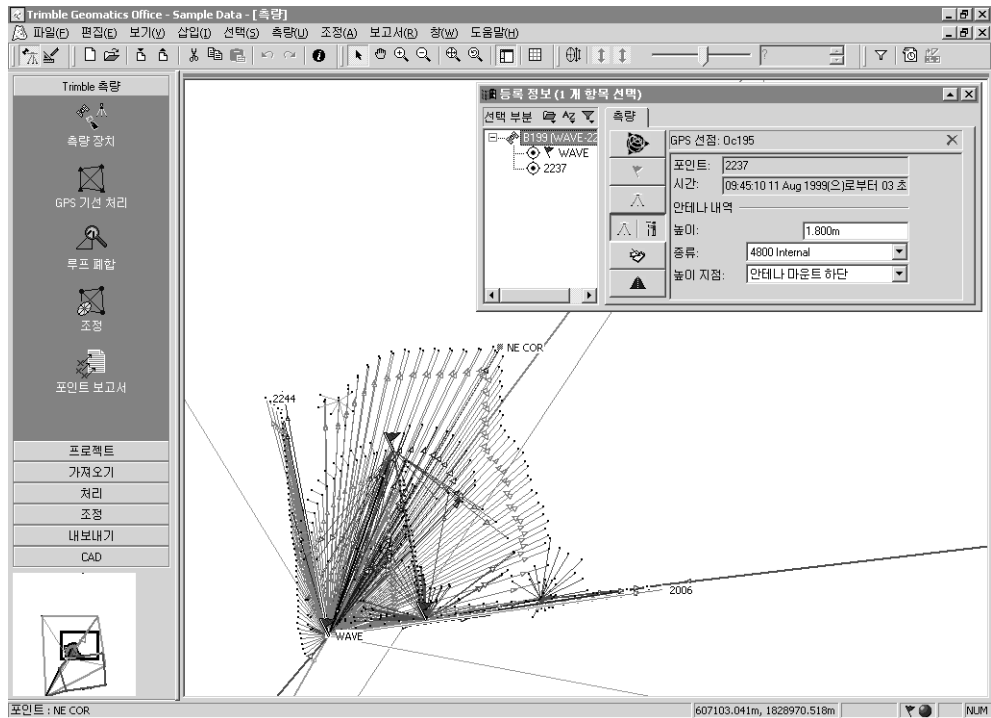 Trimble Geomatics Office - Sample Data - [측량]
파일(F) 편집(E) 보기(V) 삽입(I) 선택(S) 측량(U) 조정(A) 보고서(R) 창(W) 도움말(H)
?
Trimble 측량
측량 장치
GPS 기선 처리
루프 폐합
조정
포인트 보고서
프로젝트
가져오기
처리
조정
내보내기
CAD
등록 정보 (1 개 항목 선택)
선택 부분
측량
B199 (WAVE-22
WAVE
2237
GPS 선점: Oc195
포인트: 2237
시간: 09:45:10 11 Aug 1999(으)로부터 03 초
안테나 내역
높이: 1.800m
종류: 4800 Internal
높이 지점: 안테나 마운트 하단
NE COR
2244
2006
WAVE
포인트 : NE COR
607103.041m, 1828970.518m
NUM